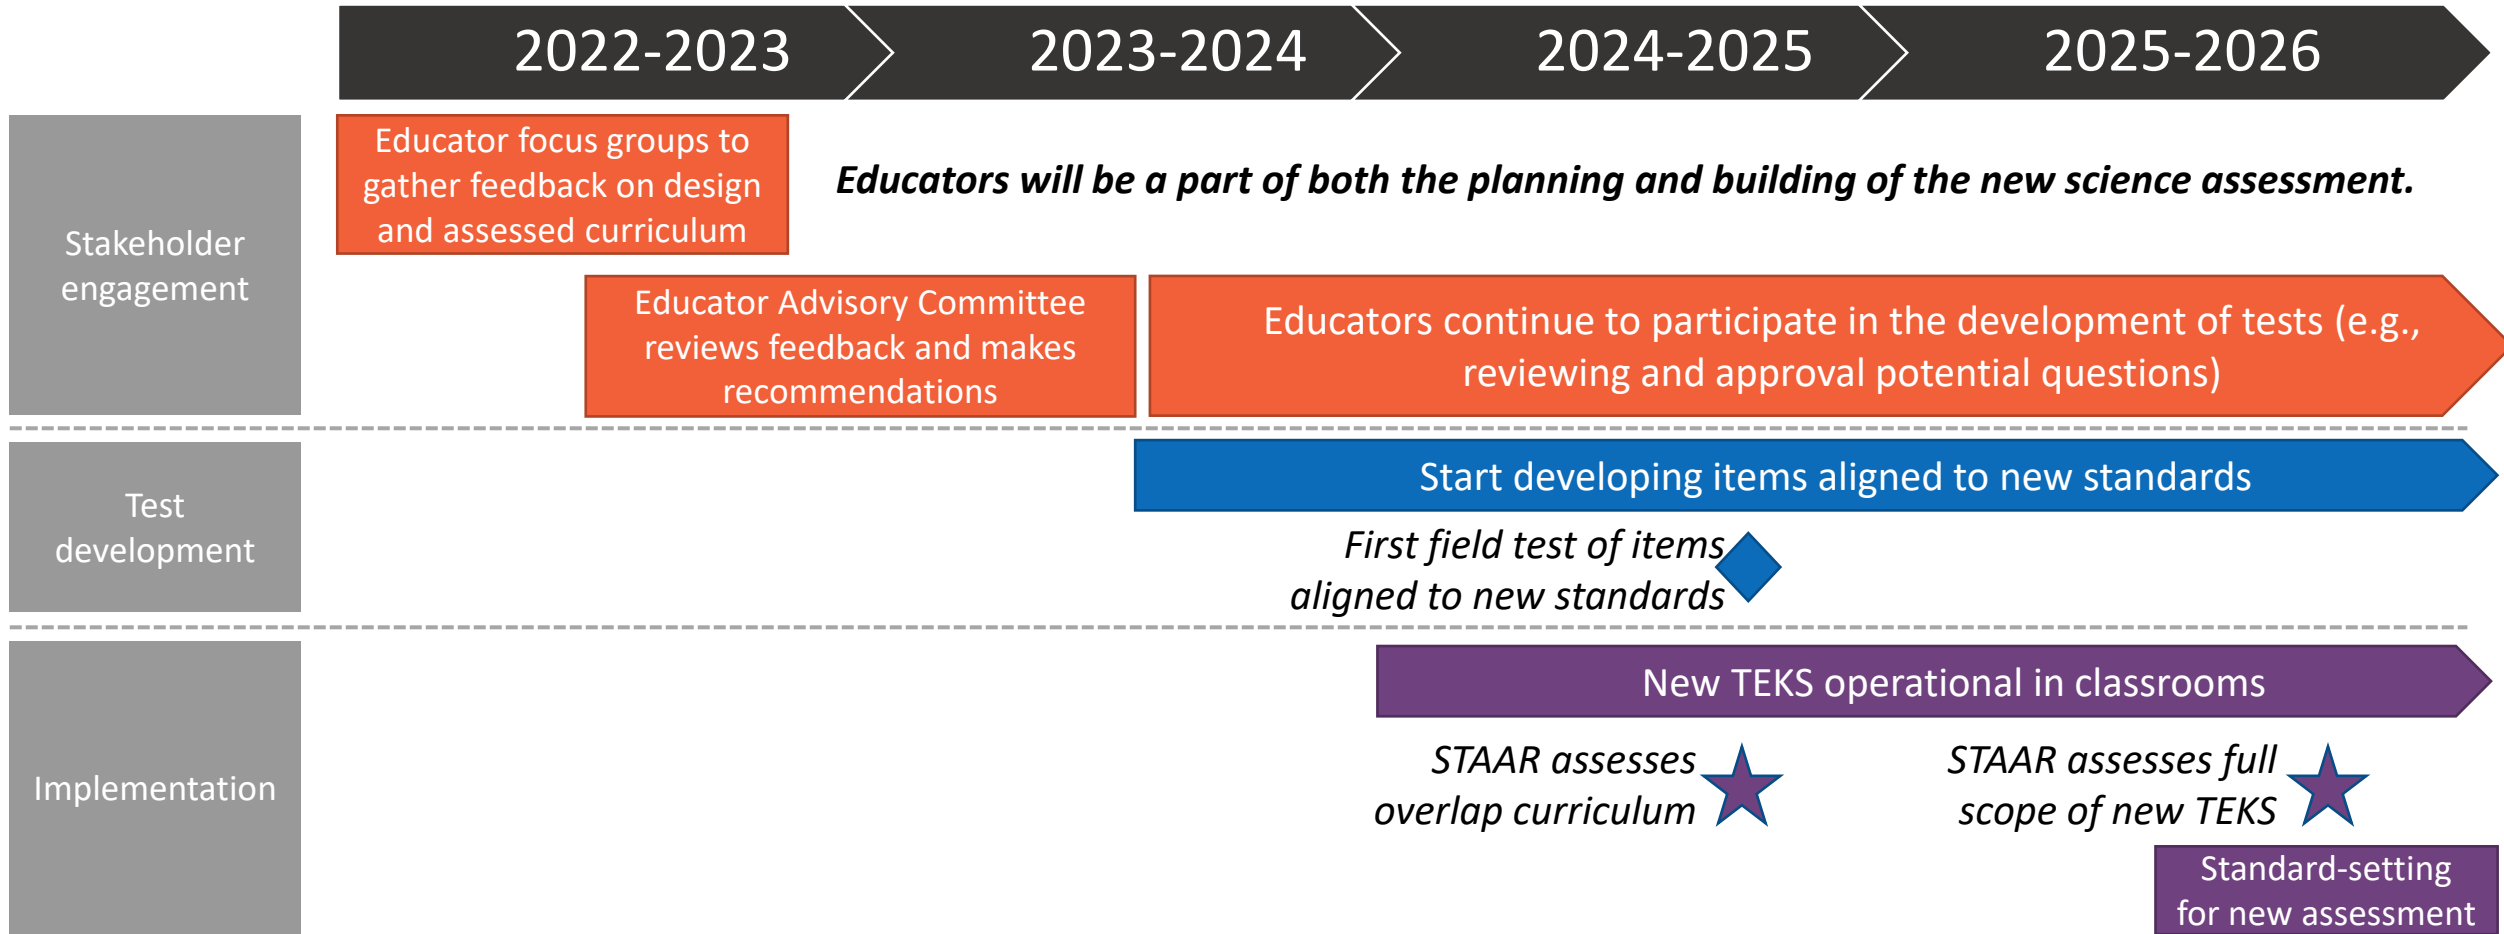 2022-2023
2023-2024
2024-2025
2025-2026
Stakeholder
engagement
Educator focus groups to
gather feedback on design
and assessed curriculum
Educators will be a part of both the planning and building of the new science assessment.
Educator Advisory Committee
reviews feedback and makes
recommendations
Educators continue to participate in the development of tests (e.g.,
reviewing and approval potential questions)
Test
development
Start developing items aligned to new standards
First field test of items
aligned to new standards
Implementation
New TEKS operational in classrooms
STAAR assesses
overlap curriculum
STAAR assesses full
scope of new TEKS
Standard-setting
for new assessment